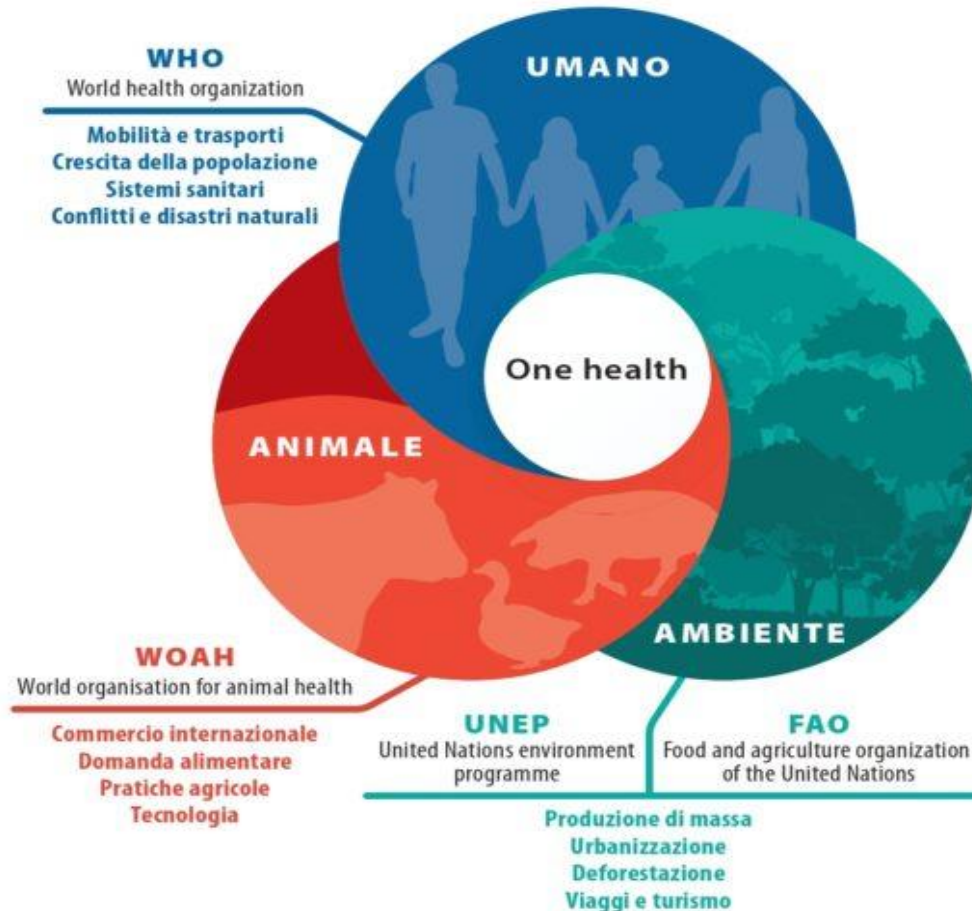 WHO
World health organization
Mobilità e trasporti
Crescita della popolazione
Sistemi sanitari
Conflitti e disastri naturali
UMANO
One health
ANIMALE
AMBIENTE
WOAH
World organisation for animal health
Commercio internazionale
Domanda alimentare
Pratiche agricole
Tecnologia
UNEP
United Nations environment
programme
FAO
Food and agriculture organization
of the United Nations
Produzione di massa
Urbanizzazione
Deforestazione
Viaggi e turismo